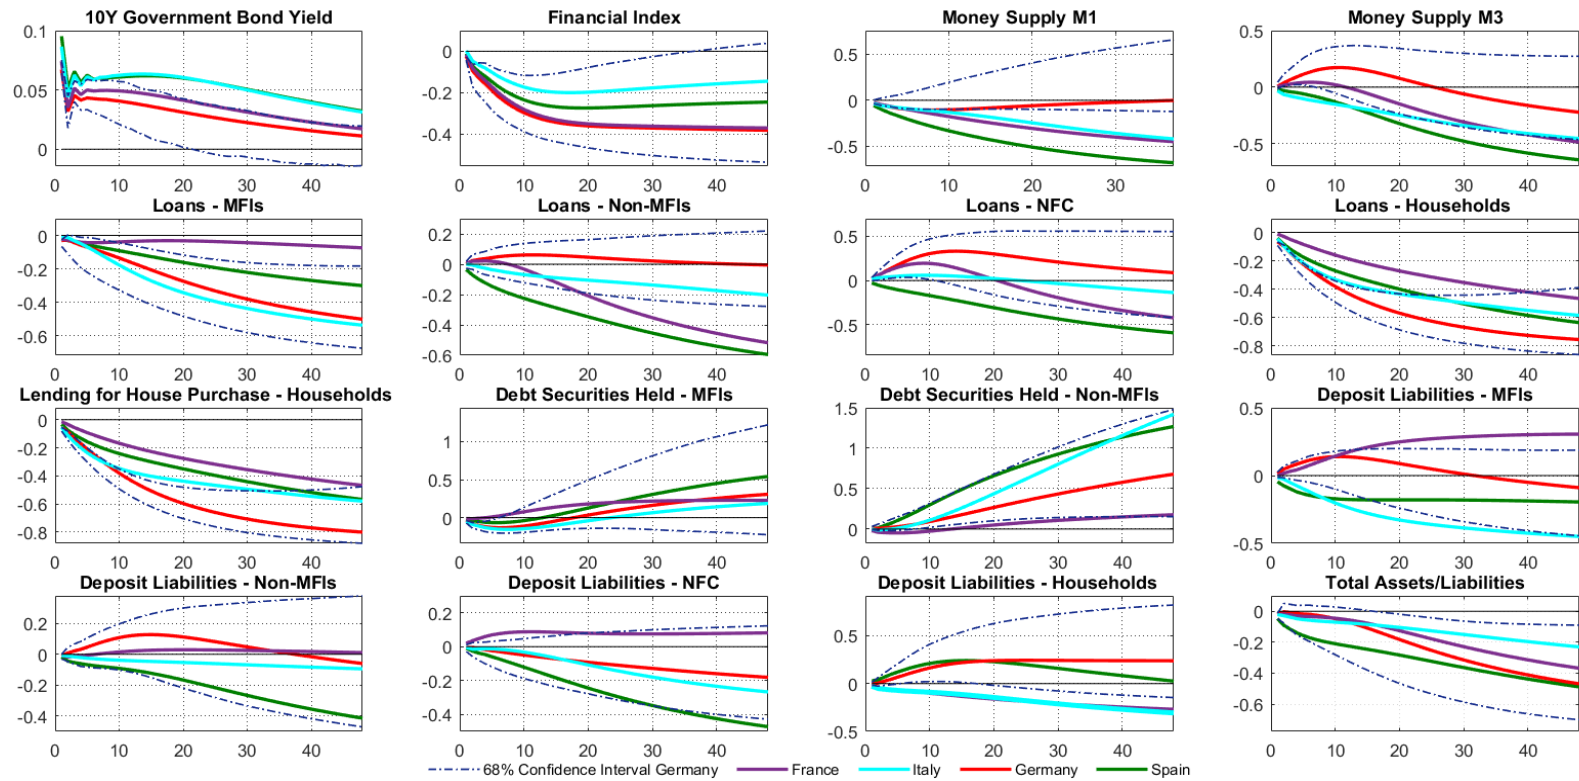 10Y Government Bond Yield
0.1
0.05
0
0 10 20 30 40
Financial Index
0
-0.2
-0.4
0 10 20 30 40
Money Supply M1
0.5
0
-0.5
0 10 20 30
Money Supply M3
0.5
0
-0.5
0 10 20 30 40
Loans - MFIs
0
-0.2
-0.4
-0.6
0 10 20 30 40
Loans - Non-MFIs
0.2
0
-0.2
-0.4
-0.6
0 10 20 30 40
Loans - NFC
0.5
0
-0.5
0 10 20 30 40
Loans - Households
0
-0.2
-0.4
-0.6
-0.8
0 10 20 30 40
Lending for House Purchase - Households
0
-0.2
-0.4
-0.6
-0.8
0 10 20 30 40
Debt Securities Held - MFIs
1
0.5
0
0 10 20 30 40
Debt Securities Held - Non-MFIs
1.5
1
0.5
0
0 10 20 30 40
Deposit Liabilities - MFIs
0.5
0
-0.5
0 10 20 30 40
Deposit Liabilities - Non-MFIs
0.2
0
-0.2
-0.4
0 10 20 30 40
Deposit Liabilities - NFC
0.2
0
-0.2
-0.4
0 10 20 30 40
Deposit Liabilities - Households
0.5
0
-0.5
0 10 20 30 40
Total Assets/Liabilities
0
-0.2
-0.4
-0.6
0 10 20 30 40
68% Confidence Interval Germany France Italy Germany Spain